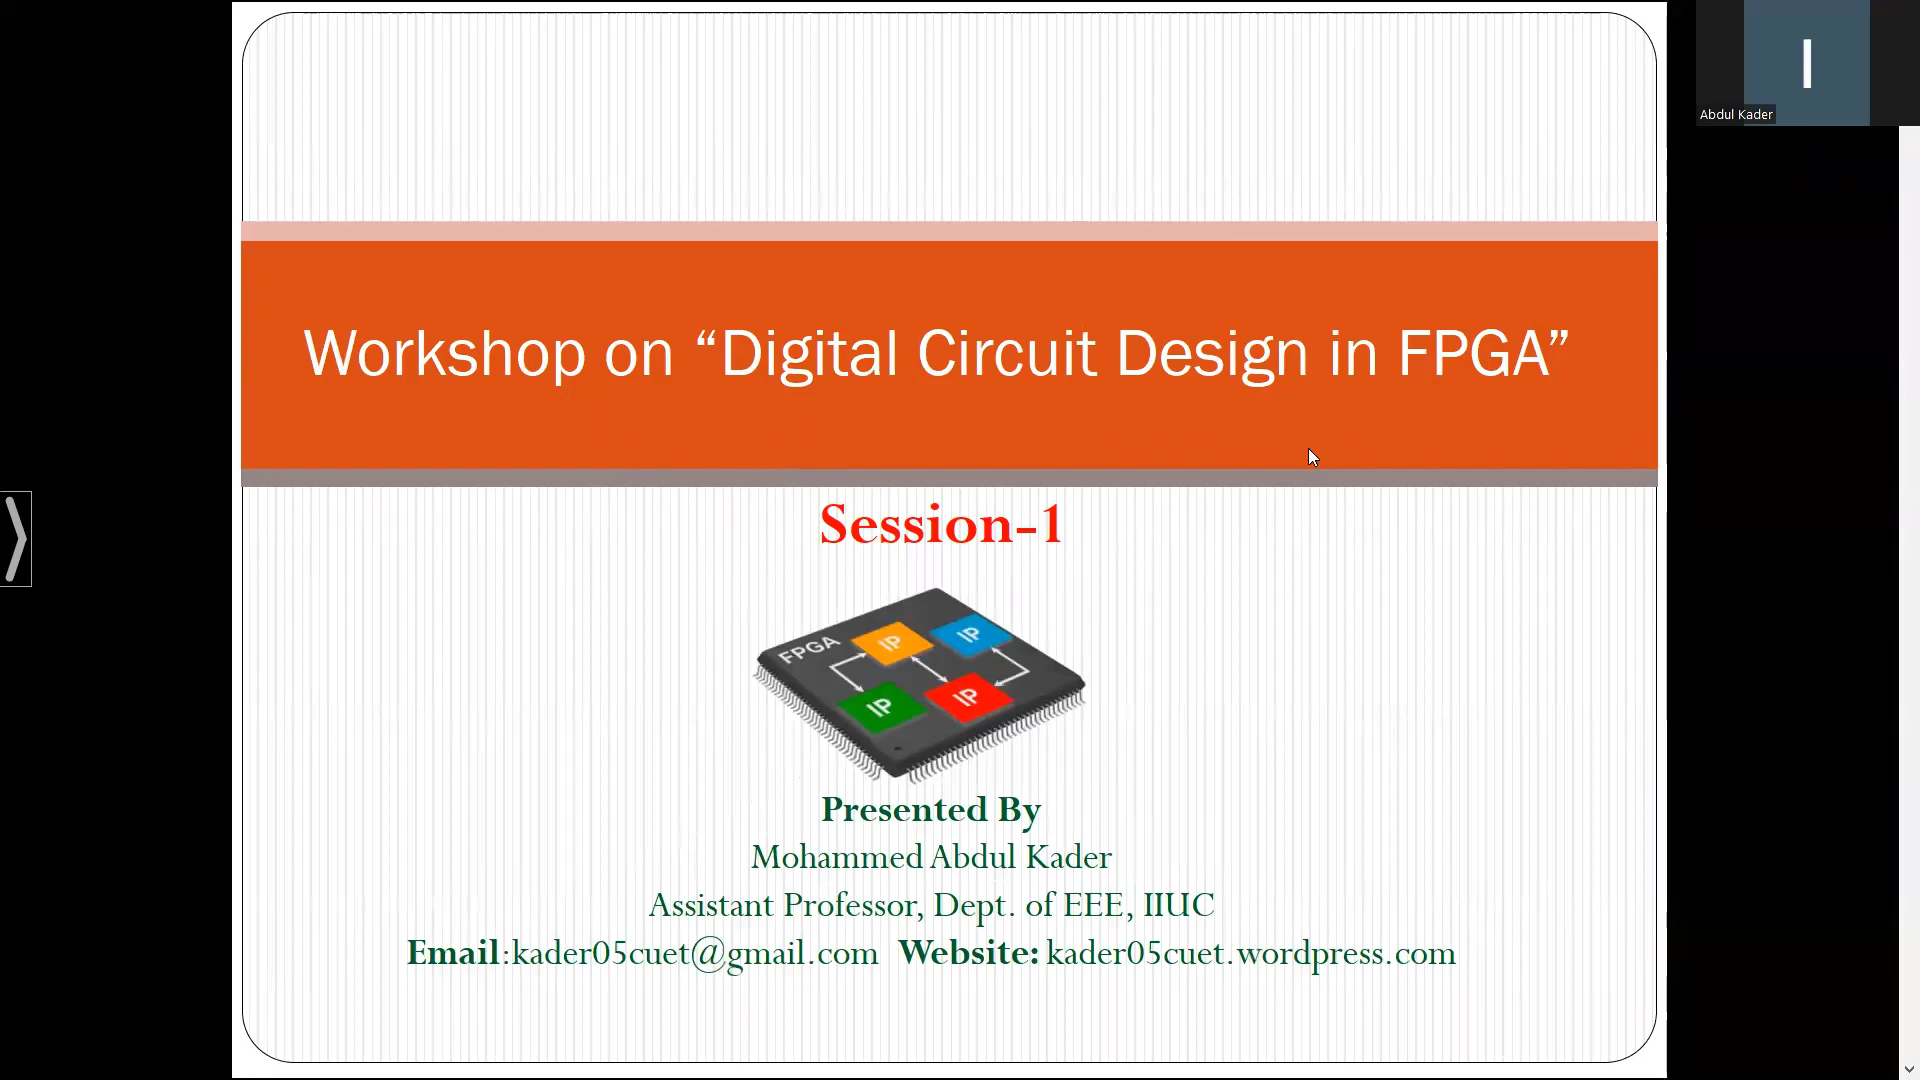 I
Abdul Kader
Workshop on “Digital Circuit Design in FPGA”
Session-1
FPGA
IP
IP
IP
IP
Presented By
Mohammed Abdul Kader
Assistant Professor, Dept. of EEE, IIUC
Email:kader05cuet@gmail.com Website: kader05cuet.wordpress.com